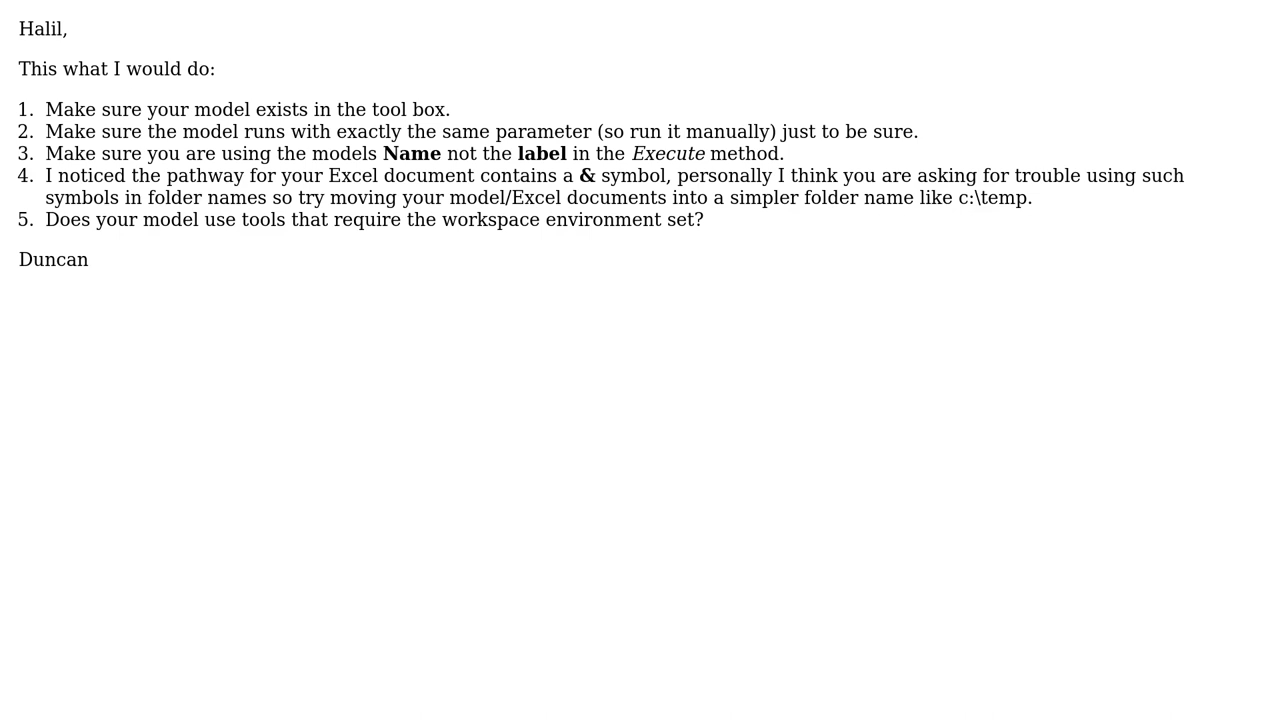 Halil,
This what I would do:
1. Make sure your model exists in the tool box.
2. Make sure the model runs with exactly the same parameter (so run it manually) just to be sure.
3. Make sure you are using the models Name not the label in the Execute method.
4. I noticed the pathway for your Excel document contains a & symbol, personally I think you are asking for trouble using such
symbols in folder names so try moving your model/Excel documents into a simpler folder name like c:\temp.
5. Does your model use tools that require the workspace environment set?
Duncan